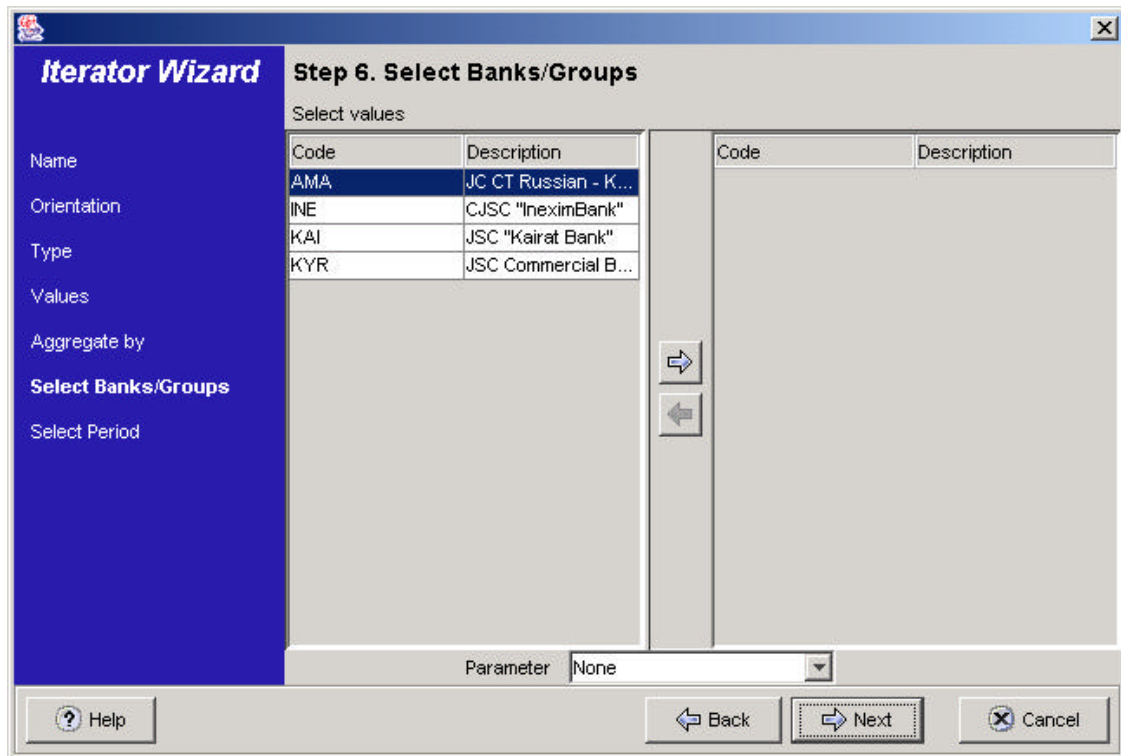 Iterator Wizard
Step 6. Select Banks/Groups
Select values
Name
Orientation
Type
Values
Aggregate by
Select Banks/Groups
Select Period
Code Description
AMA JC CT Russian - K...
INE CJSC "IneximBank"
KAI JSC "Kairat Bank"
KYR JSC Commercial B...
Code Description
Parameter None
Help Back Next Cancel